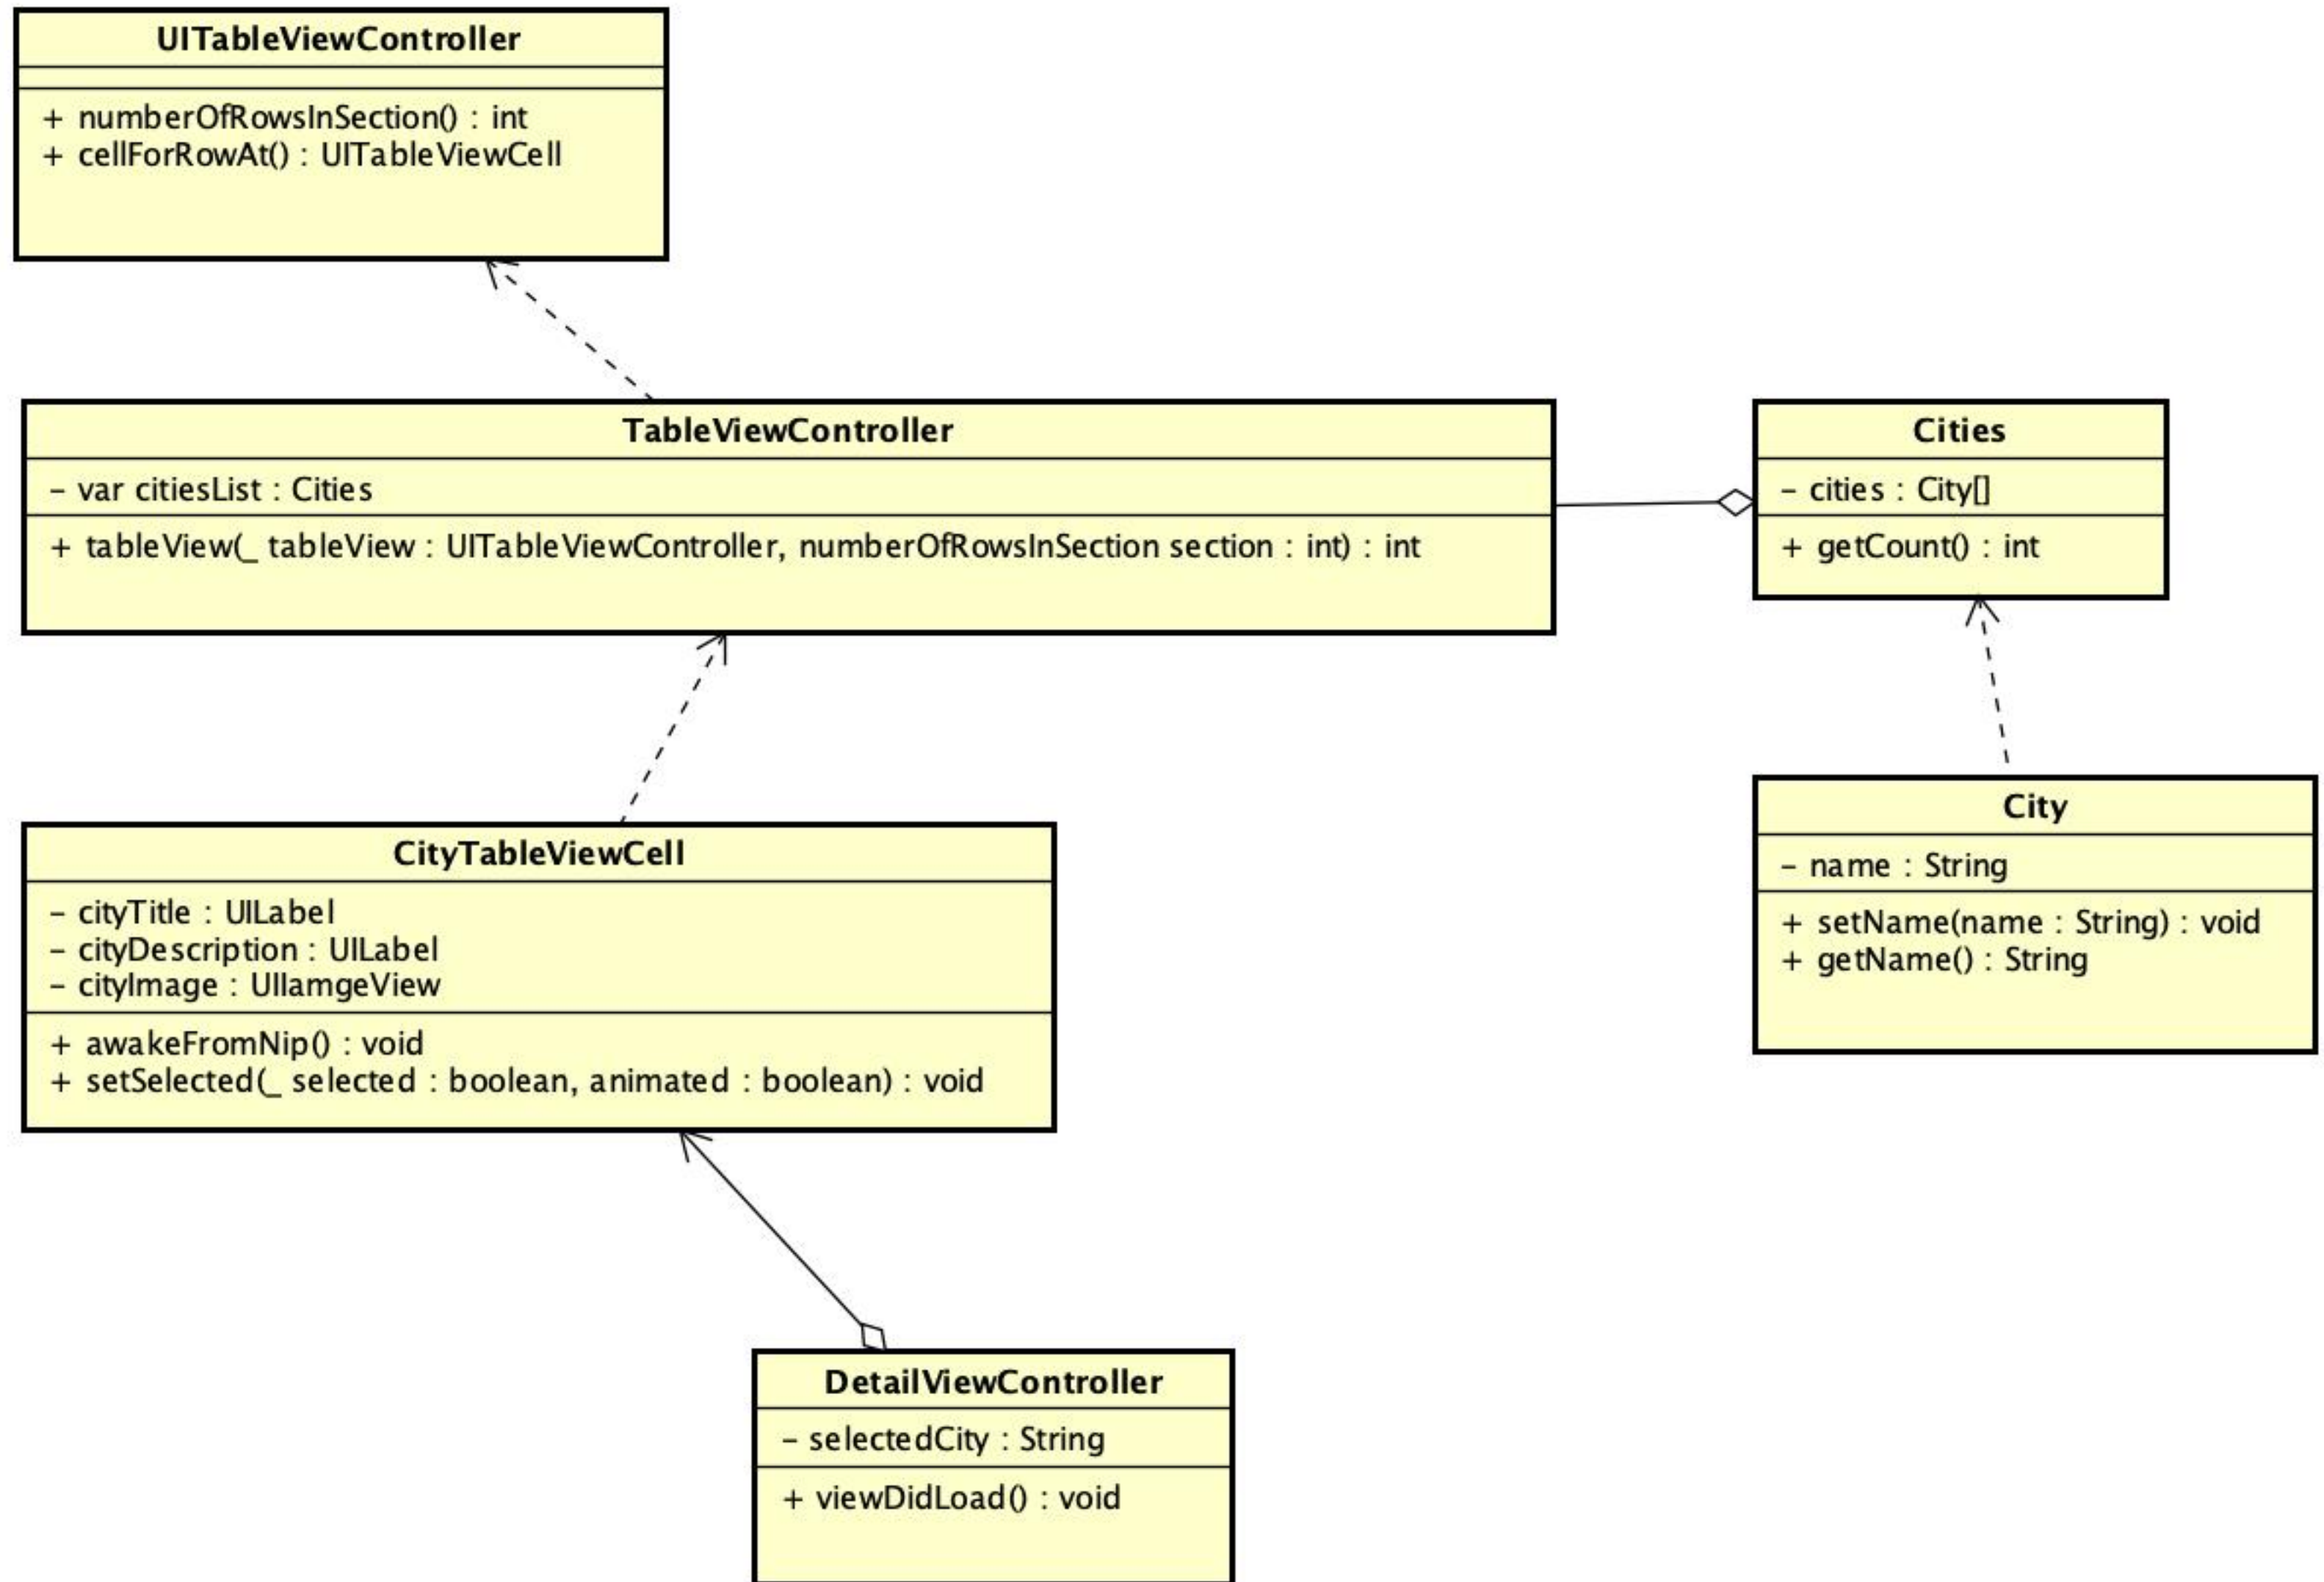 UITableViewController
+ numberOfRowsInSection() : int
+ cellForRowAt() : UITableViewCell
TableViewController
– var citiesList : Cities
+ tableView(_ tableView : UITableViewController, numberOfRowsInSection section : int) : int
Cities
– cities : City[]
+ getCount() : int
CityTableViewCell
– cityTitle : UILabel
– cityDescription : UILabel
– cityImage : UIIamgeView
+ awakeFromNip() : void
+ setSelected(_ selected : boolean, animated : boolean) : void
City
– name : String
+ setName(name : String) : void
+ getName() : String
DetailViewController
– selectedCity : String
+ viewDidLoad() : void